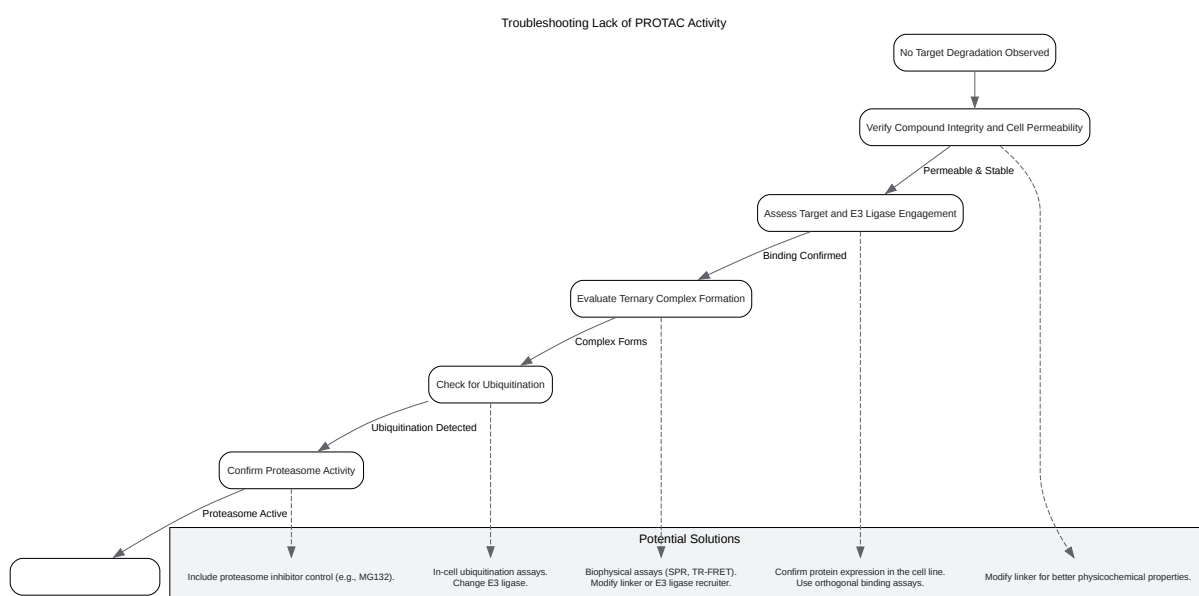 Troubleshooting Lack of PROTAC Activity
No Target Degradation Observed
Verify Compound Integrity and Cell Permeability
Permeable & Stable
Assess Target and E3 Ligase Engagement
Binding Confirmed
Evaluate Ternary Complex Formation
Complex Forms
Check for Ubiquitination
Ubiquitination Detected
Confirm Proteasome Activity
Proteasome Active
Potential Solutions
Include proteasome inhibitor control (e.g., MG132).
In-cell ubiquitination assays.
Change E3 ligase.
Biophysical assays (SPR, TR-FRET).
Modify linker or E3 ligase recruiter.
Confirm protein expression in the cell line.
Use orthogonal binding assays.
Modify linker for better physicochemical properties.